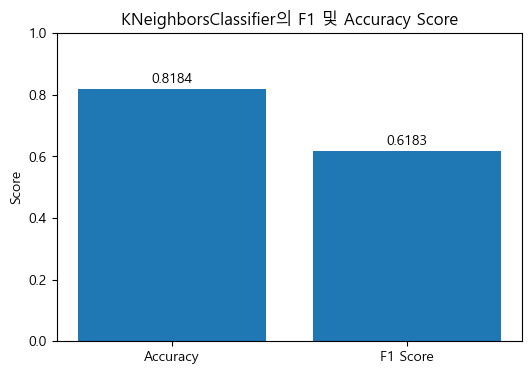 KNeighborsClassifier의 F1 및 Accuracy Score
Score
1.0
0.8
0.6
0.4
0.2
0.0
0.8184
0.6183
Accuracy
F1 Score